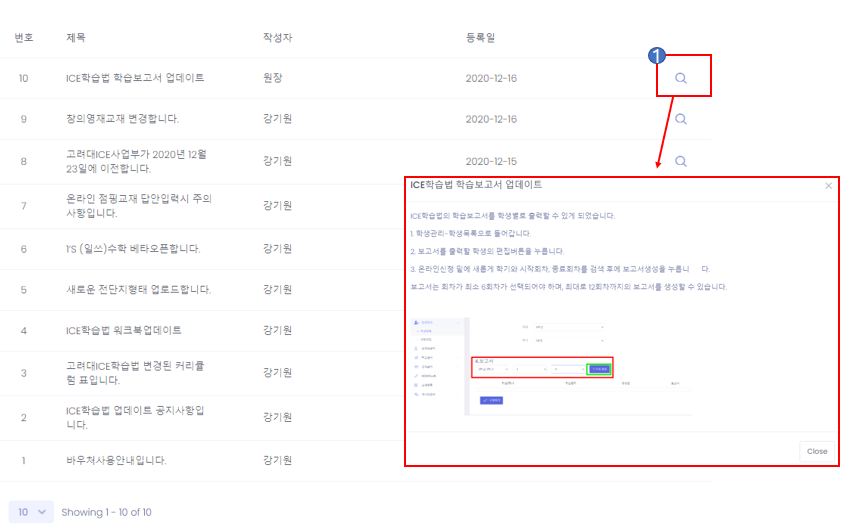 번호 제목 작성자 등록일
1
10 ICE학습법 학습보고서 업데이트 원장 2020-12-16
9 창의영재교재 변경합니다. 강기원 2020-12-16
8 고려대ICE사업부가 2020년 12월 23일에 이전합니다. 강기원 2020-12-15
7 온라인 점핑교재 답안입력시 주의사항입니다. 강기원
6 1'S (일쓰)수학 베타오픈합니다. 강기원
5 새로운 전단지형태 업로드합니다. 강기원
4 ICE학습법 워크북업데이트 강기원
3 고려대ICE학습법 변경된 커리큘럼 표입니다. 강기원
2 ICE학습법 업데이트 공지사항입니다. 강기원
1 바우처사용안내입니다. 강기원
10 Showing 1 - 10 of 10
ICE학습법 학습보고서 업데이트
ICE학습법의 학습보고서를 학생별로 출력할 수 있게 되었습니다.
1. 학생관리-학생목록으로 들어갑니다.
2. 보고서를 출력할 학생의 편집버튼을 누릅니다.
3. 온라인신청 밑에 새롭게 학기와 시작회차, 종료회차를 검색 후에 보고서생성을 누릅니 다.
보고서는 회차가 최소 6회차가 선택되어야 하며, 최대로 12회차까지의 보고서를 생성할 수 있습니다.
4.보고서
Close